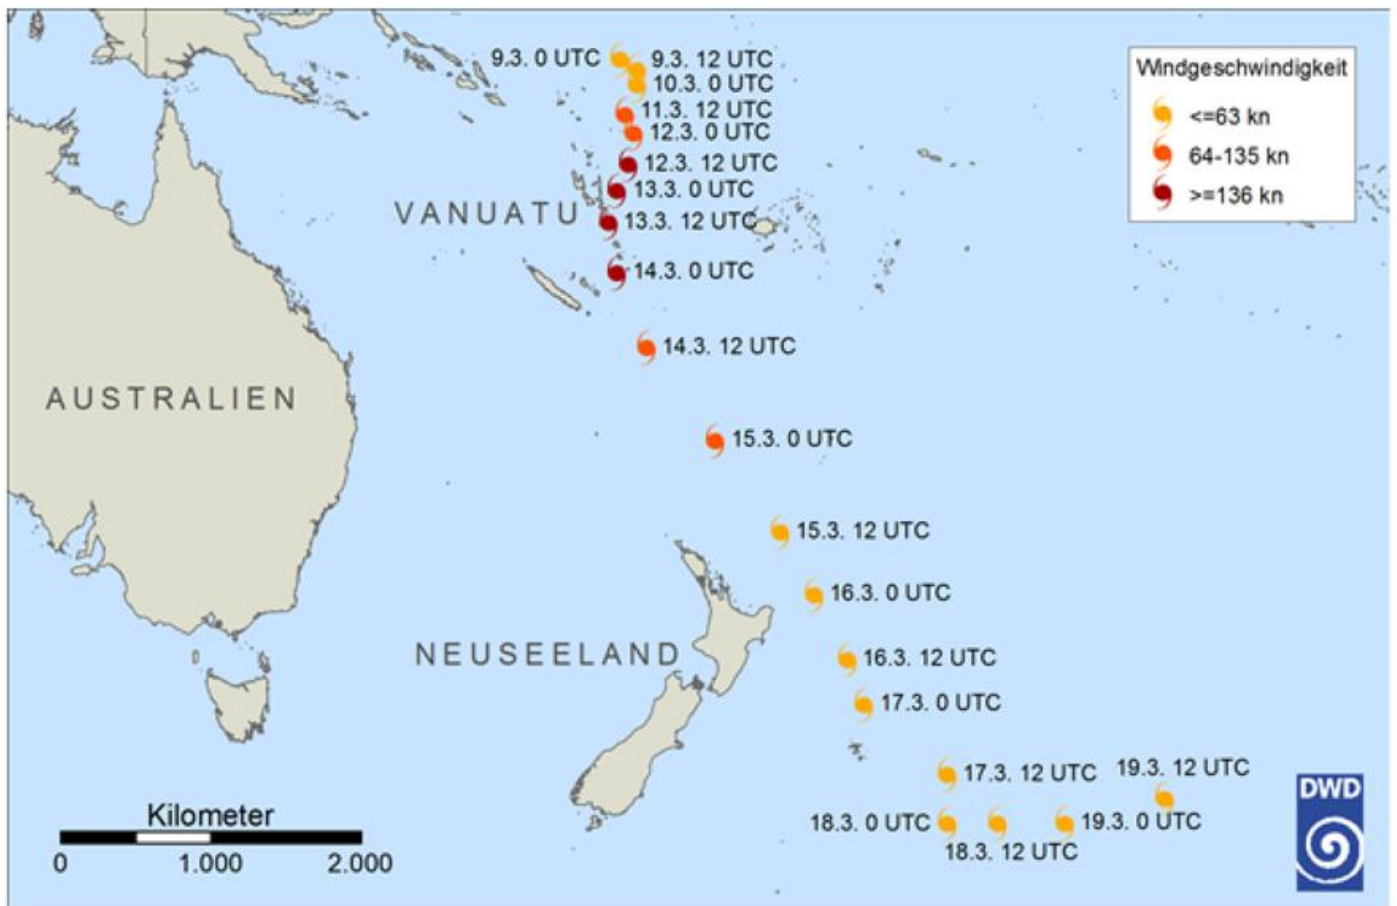 9.3. 0 UTC
9.3. 12 UTC
10.3. 0 UTC
11.3. 12 UTC
12.3. 0 UTC
12.3. 12 UTC
13.3. 0 UTC
VANUATU
13.3. 12 UTC
14.3. 0 UTC
14.3. 12 UTC
AUSTRALIEN
15.3. 0 UTC
15.3. 12 UTC
16.3. 0 UTC
NEUSEELAND
16.3. 12 UTC
17.3. 0 UTC
17.3. 12 UTC
19.3. 12 UTC
18.3. 0 UTC
19.3. 0 UTC
18.3. 12 UTC
Windgeschwindigkeit
<=63 kn
64-135 kn
>=136 kn
Kilometer
0 1.000 2.000
DWD